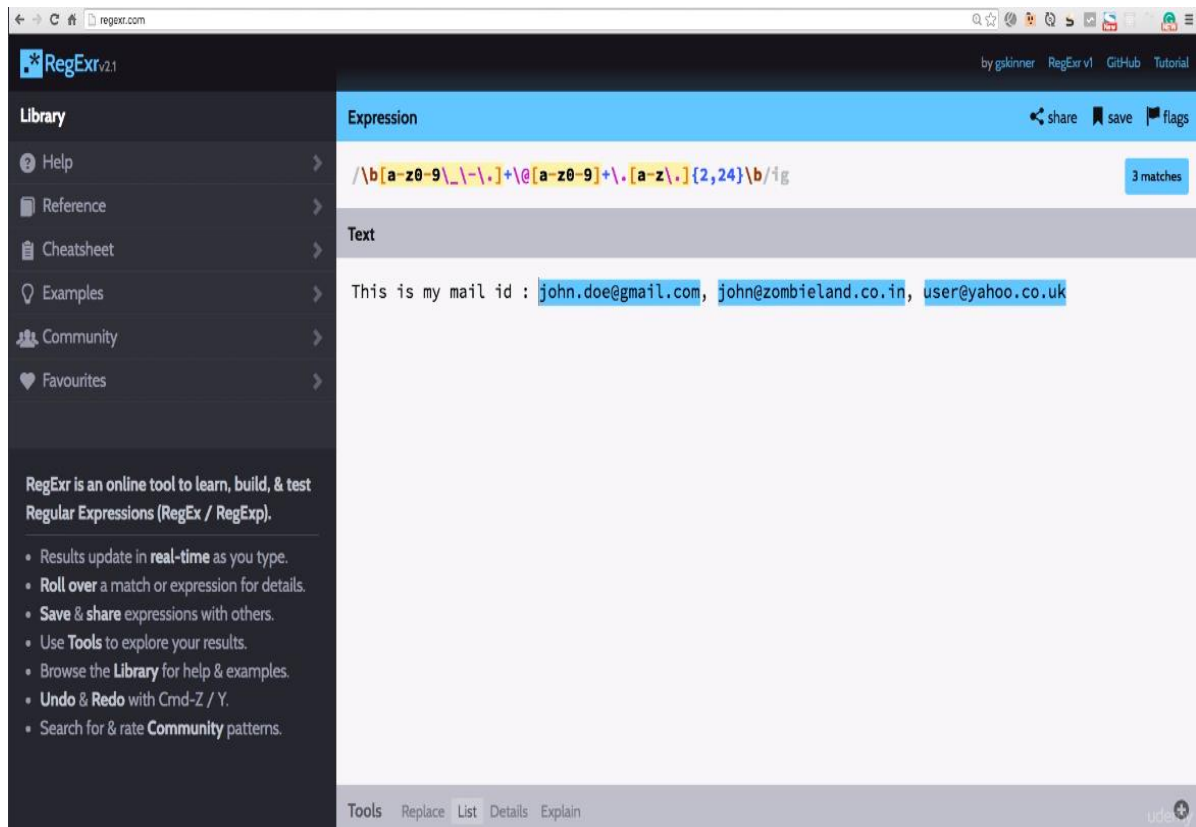 regexr.com
.* RegExr v2.1
by gskinner RegExr v1 GitHub Tutorial
Library
Help
Reference
Cheatsheet
Examples
Community
Favourites
RegExr is an online tool to learn, build, & test
Regular Expressions (RegEx / RegExp).
• Results update in real-time as you type.
• Roll over a match or expression for details.
• Save & share expressions with others.
• Use Tools to explore your results.
• Browse the Library for help & examples.
• Undo & Redo with Cmd-Z / Y.
• Search for & rate Community patterns.
Expression
share save flags
/\b[a-z0-9\_\-\.]+\@[a-z0-9]+\.[a-z\.]{2,24}\b/ig
3 matches
Text
This is my mail id : john.doe@gmail.com, john@zombieland.co.in, user@yahoo.co.uk
Tools Replace List Details Explain